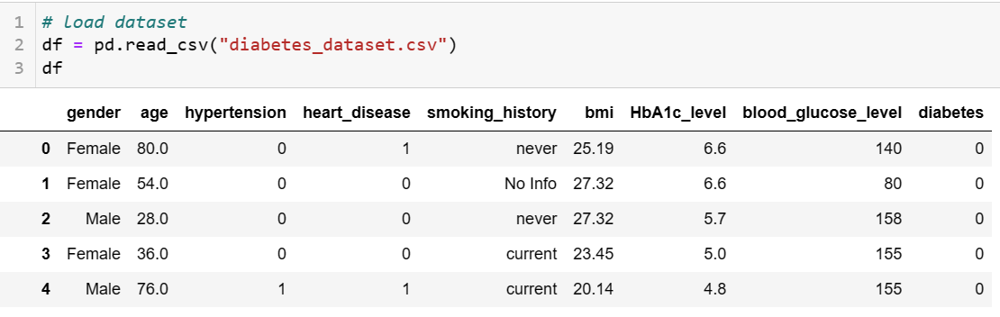 1 # load dataset
2 df = pd.read_csv("diabetes_dataset.csv")
3 df
gender age hypertension heart_disease smoking_history bmi HbA1c_level blood_glucose_level diabetes
0 Female 80.0 0 1 never 25.19 6.6 140 0
1 Female 54.0 0 0 No Info 27.32 6.6 80 0
2 Male 28.0 0 0 never 27.32 5.7 158 0
3 Female 36.0 0 0 current 23.45 5.0 155 0
4 Male 76.0 1 1 current 20.14 4.8 155 0